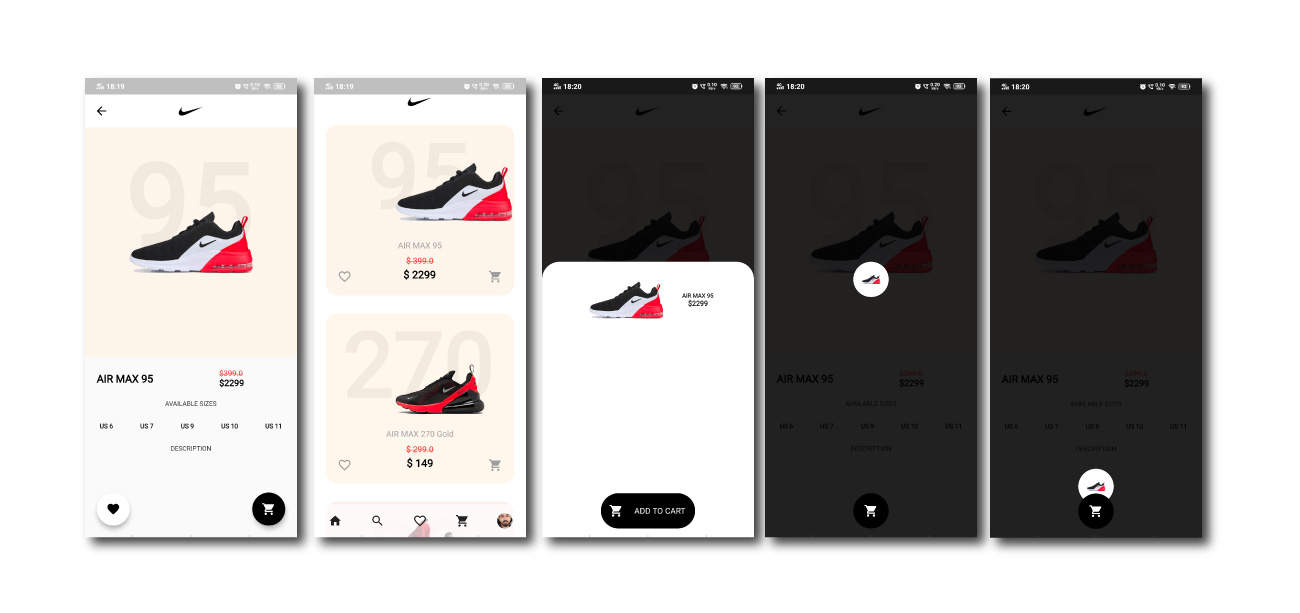 18:19
95
AIR MAX 95
$399.0
$2299
AVAILABLE SIZES
US 6 US 7 US 9 US 10 US 11
DESCRIPTION
18:19
95
AIR MAX 95
$ 399.0
$ 2299
270
AIR MAX 270 Gold
$ 299.0
$ 149
18:20
95
AIR MAX 95
$2299
ADD TO CART
18:20
95
AIR MAX 95
$399.0
$2299
AVAILABLE SIZES
US 6 US 7 US 9 US 10 US 11
DESCRIPTION
18:20
95
AIR MAX 95
$399.0
$2299
AVAILABLE SIZES
US 6 US 7 US 9 US 10 US 11
DESCRIPTION